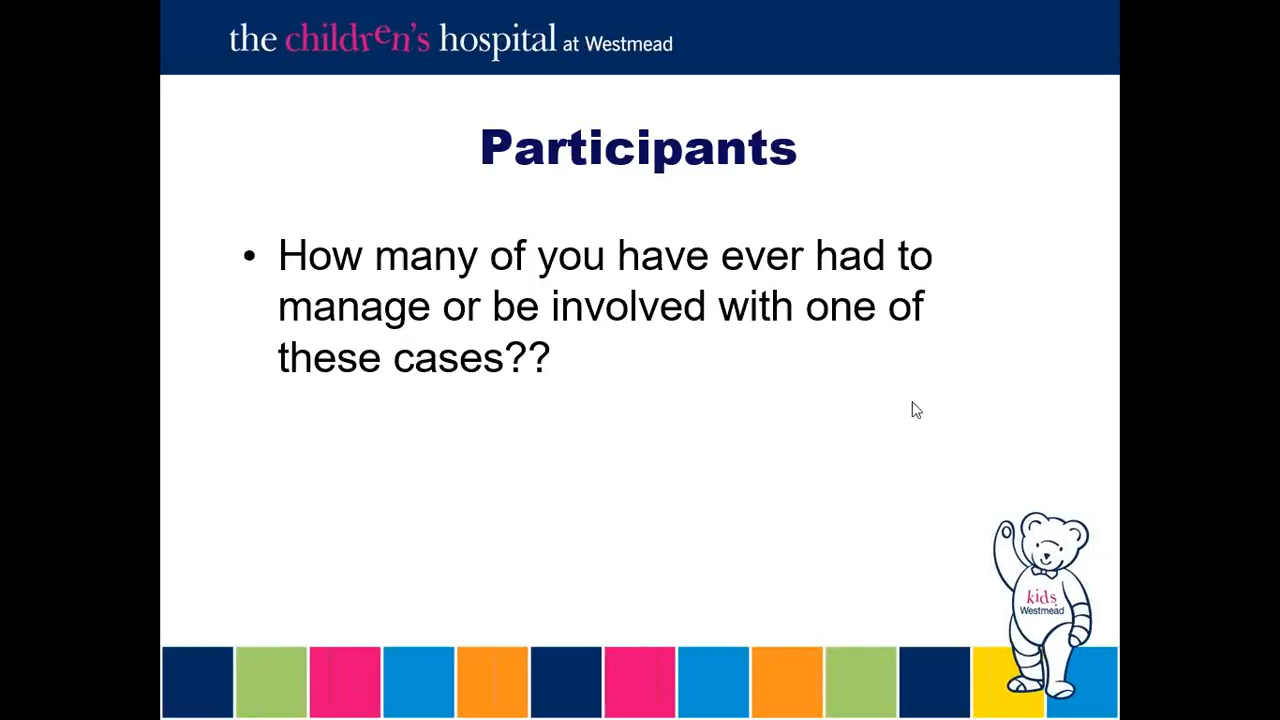 the children's hospital at Westmead
Participants
• How many of you have ever had to
manage or be involved with one of
these cases??
kids
Westmead